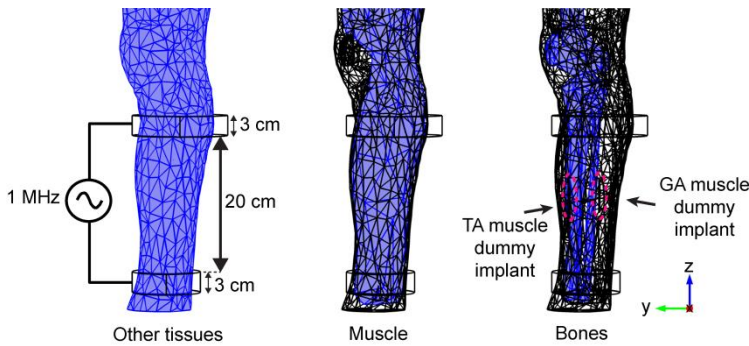 3 cm
1 MHz
20 cm
3 cm
Other tissues
Muscle
TA muscle
dummy
implant
GA muscle
dummy
implant
Bones
z
y